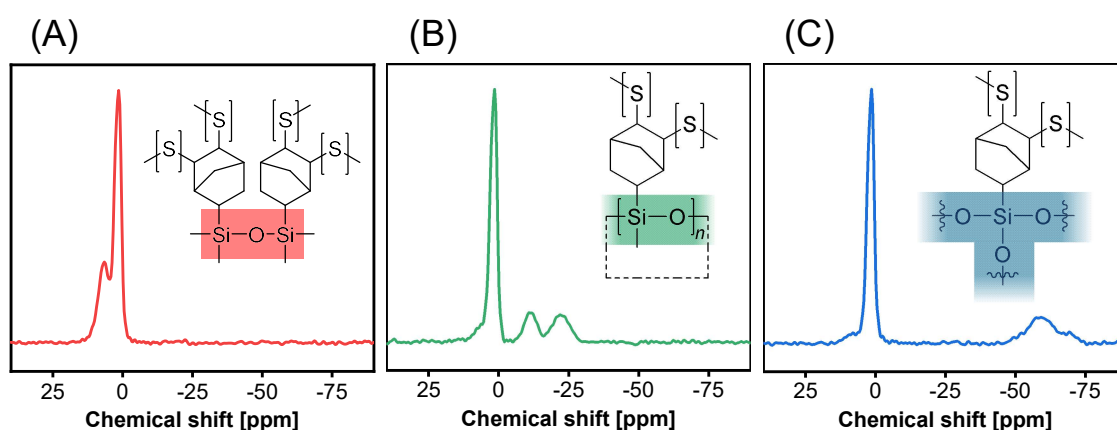 (A)
S
S
S
S
Si
O
Si
25
0
-25
-50
-75
Chemical shift [ppm]
(B)
S
S
Si
O
n
25
0
-25
-50
-75
Chemical shift [ppm]
(C)
S
S
O
Si
O
O
25
0
-25
-50
-75
Chemical shift [ppm]